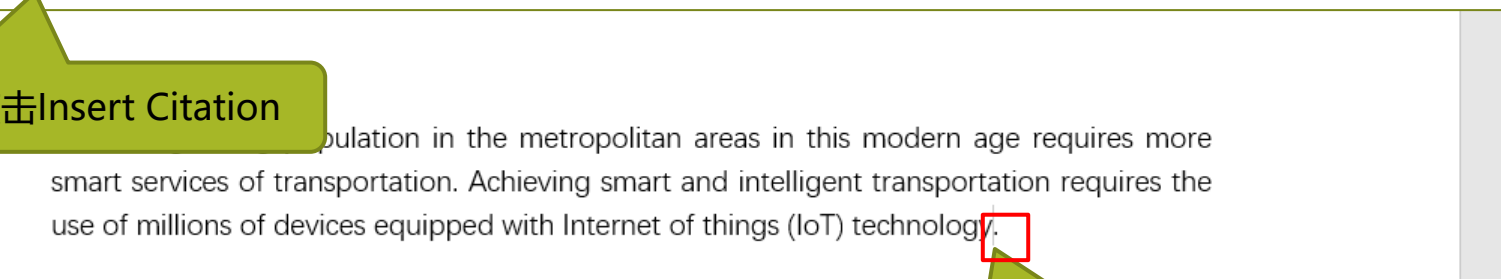 击Insert Citation
pulation in the metropolitan areas in this modern age requires more
smart services of transportation. Achieving smart and intelligent transportation requires the
use of millions of devices equipped with Internet of things (IoT) technology.